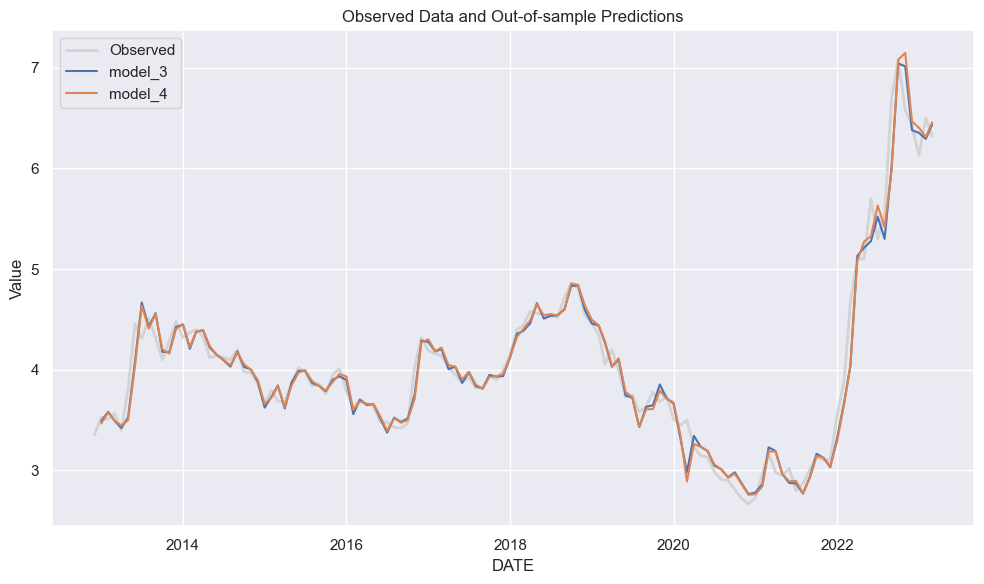 Observed Data and Out-of-sample Predictions
Observed
model_3
model_4
Value
7
6
5
4
3
2014 2016 2018 2020 2022
DATE